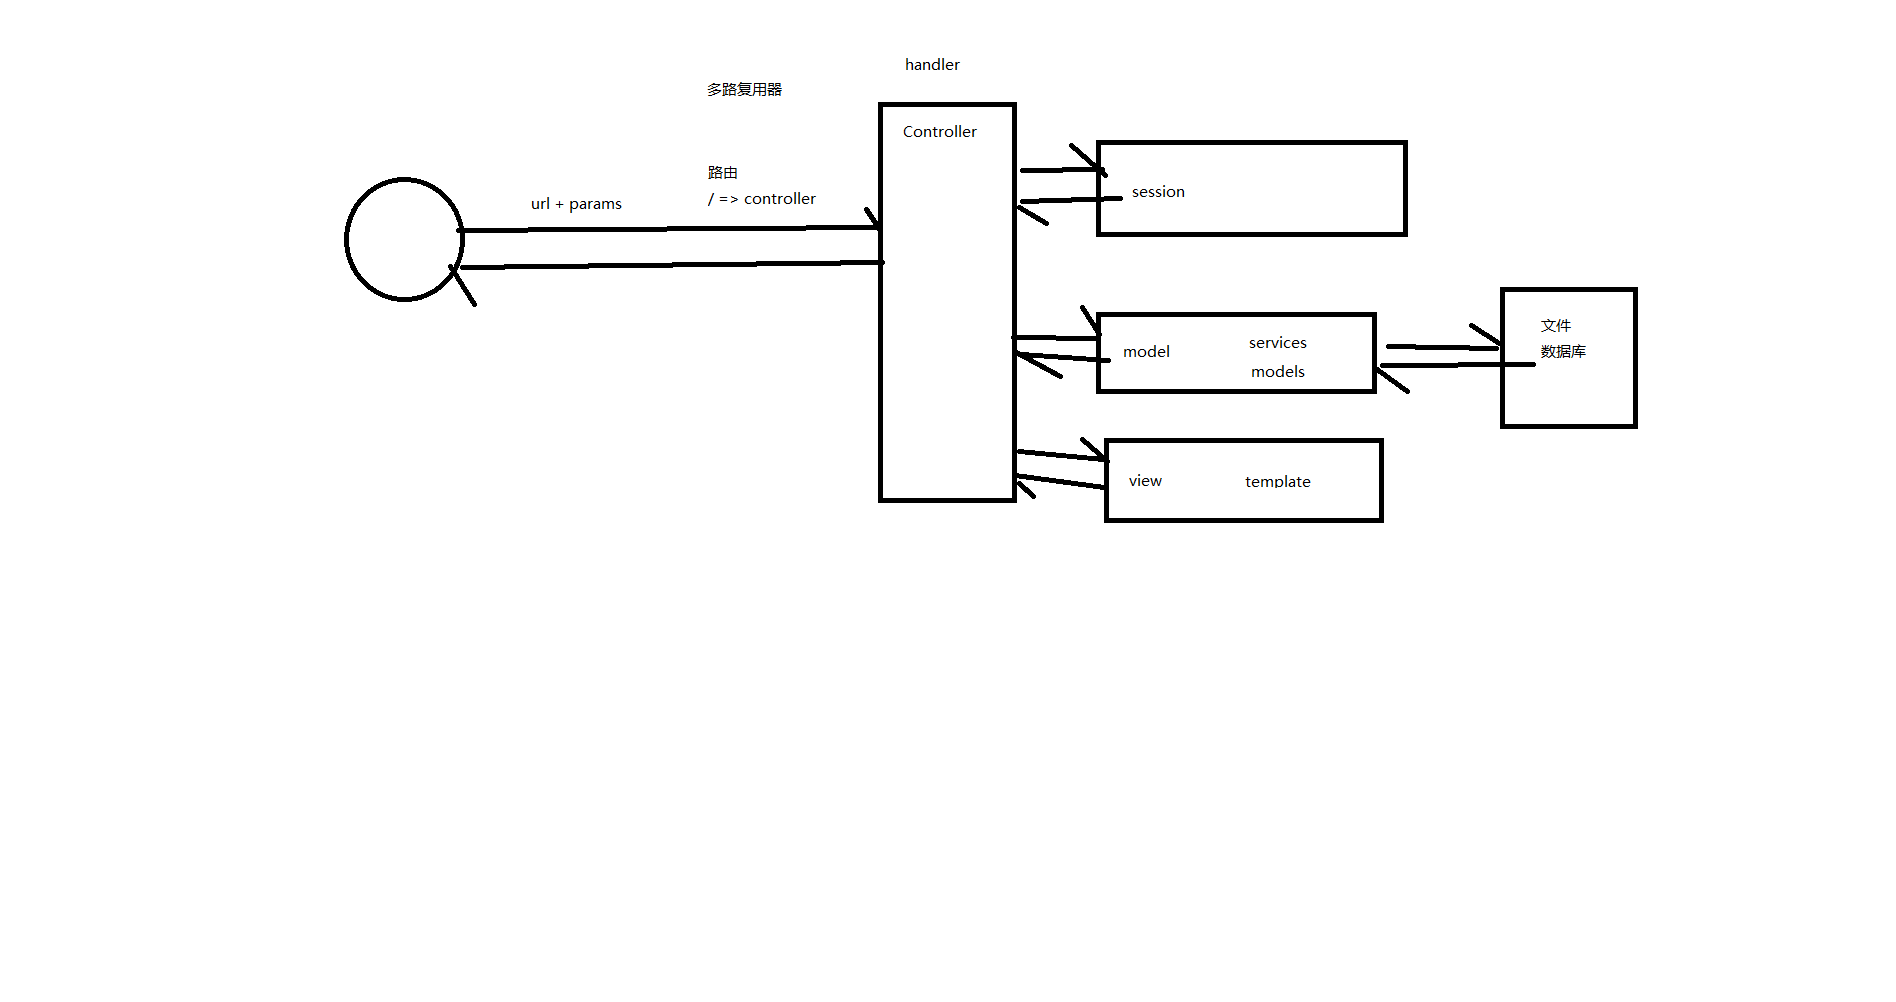 handler
多路复用器
Controller
路由
/ => controller
url + params
session
model
services
models
文件
数据库
view
template